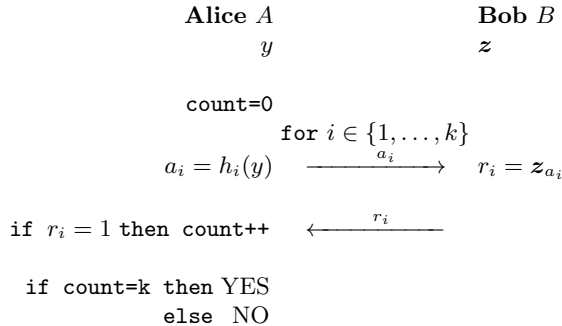 Alice A Bob B
y z
count=0
for i ∈ {1, . . . , k}
a_i = h_i(y) a_i r_i = z_{a_i}
if r_i = 1 then count++ r_i
if count=k then YES
else NO